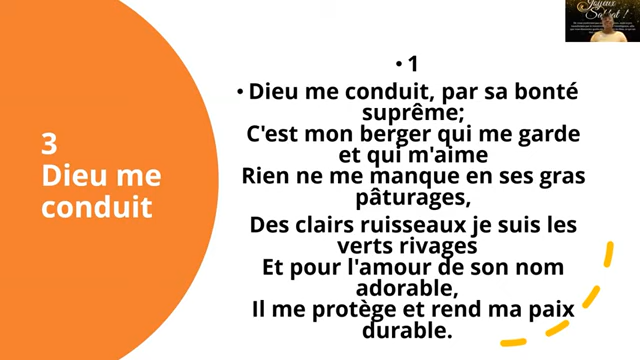 Joyeux
Sabbat !
3
Dieu me
conduit
• 1
• Dieu me conduit, par sa bonté
suprême;
C'est mon berger qui me garde
et qui m'aime
Rien ne me manque en ses gras
pâturages,
Des clairs ruisseaux je suis les
verts rivages
Et pour l'amour de son nom
adorable,
Il me protège et rend ma paix
durable.